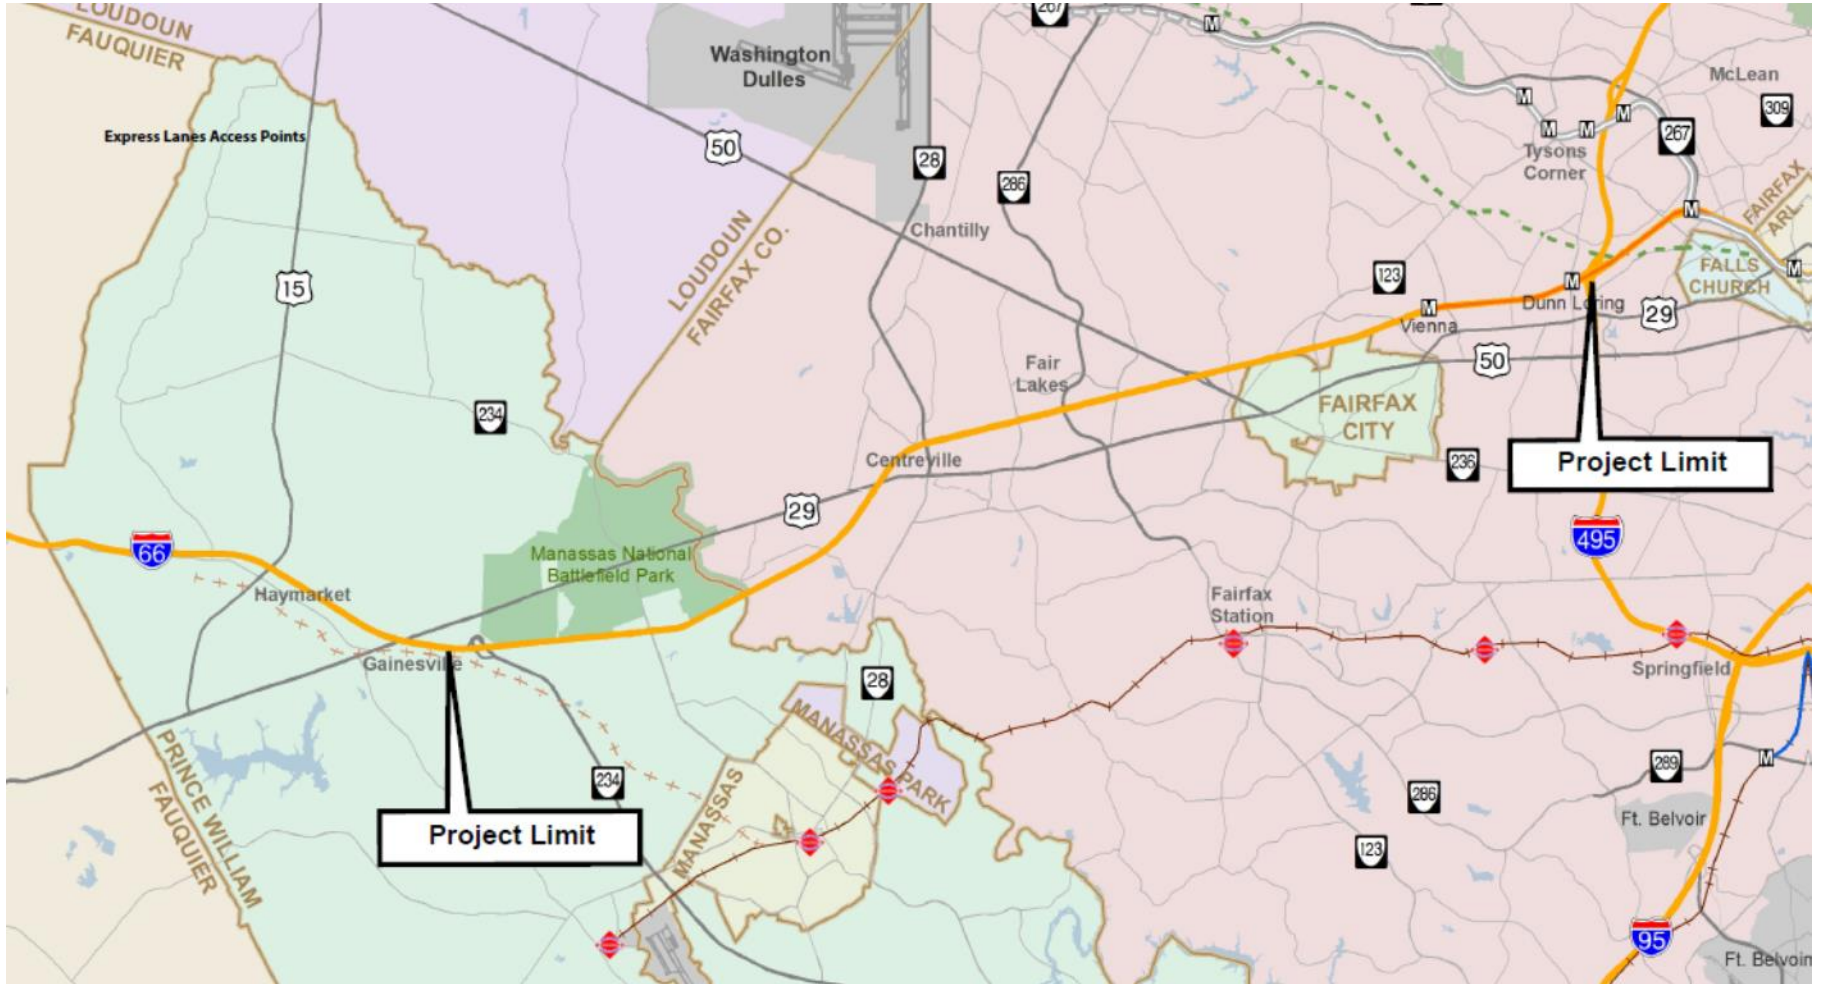 LOUDOUN
FAUQUIER
Washington
Dulles
267
M
McLean
309
Express Lanes Access Points
50
28
286
M
M
M
M
267
Tysons
Corner
FAIRFAX
ARL.
M
LOUDOUN
FAIRFAX CO.
Chantilly
15
123
M
M
FALLS
CHURCH
M
Dunn Loring
Vienna
29
50
Fair
Lakes
234
FAIRFAX
CITY
Centreville
236
Project Limit
29
66
495
Manassas National
Battlefield Park
Haymarket
Fairfax
Station
Gainesville
Springfield
28
MANASSAS PARK
PRINCE WILLIAM
FAUQUIER
234
MANASSAS
289
M
286
Ft. Belvoir
Project Limit
123
95
Ft. Belvoir